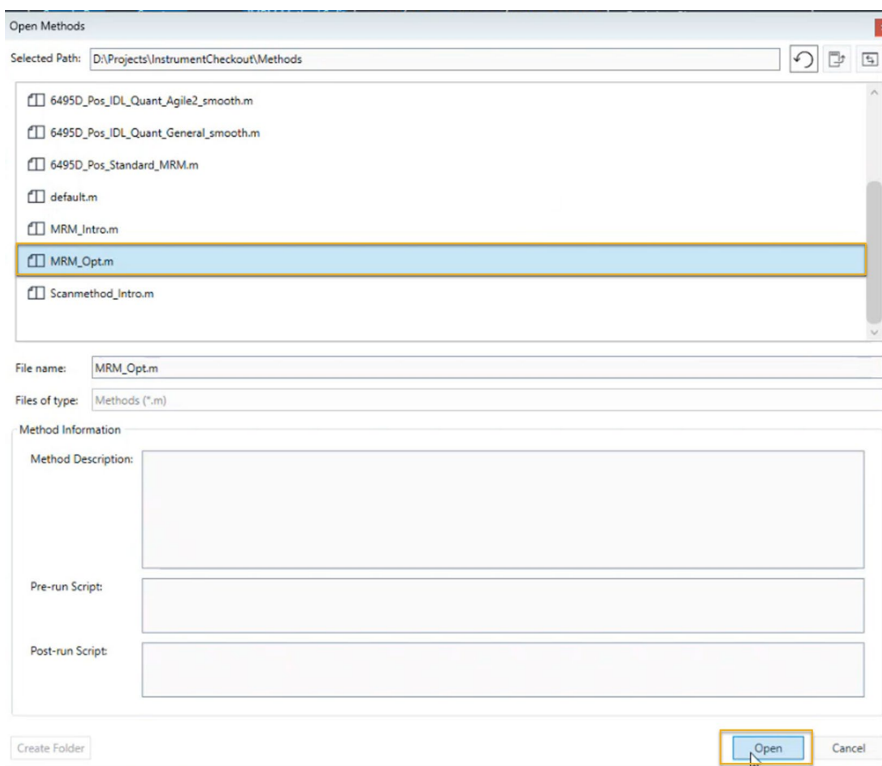 Open Methods
Selected Path: D:\Projects\InstrumentCheckout\Methods
6495D_Pos_IDL_Quant_Agile2_smooth.m
6495D_Pos_IDL_Quant_General_smooth.m
6495D_Pos_Standard_MRM.m
default.m
MRM_Intro.m
MRM_Opt.m
Scanmethod_Intro.m
File name: MRM_Opt.m
Files of type: Methods (*.m)
Method Information
Method Description:
Pre-run Script:
Post-run Script:
Create Folder Open Cancel